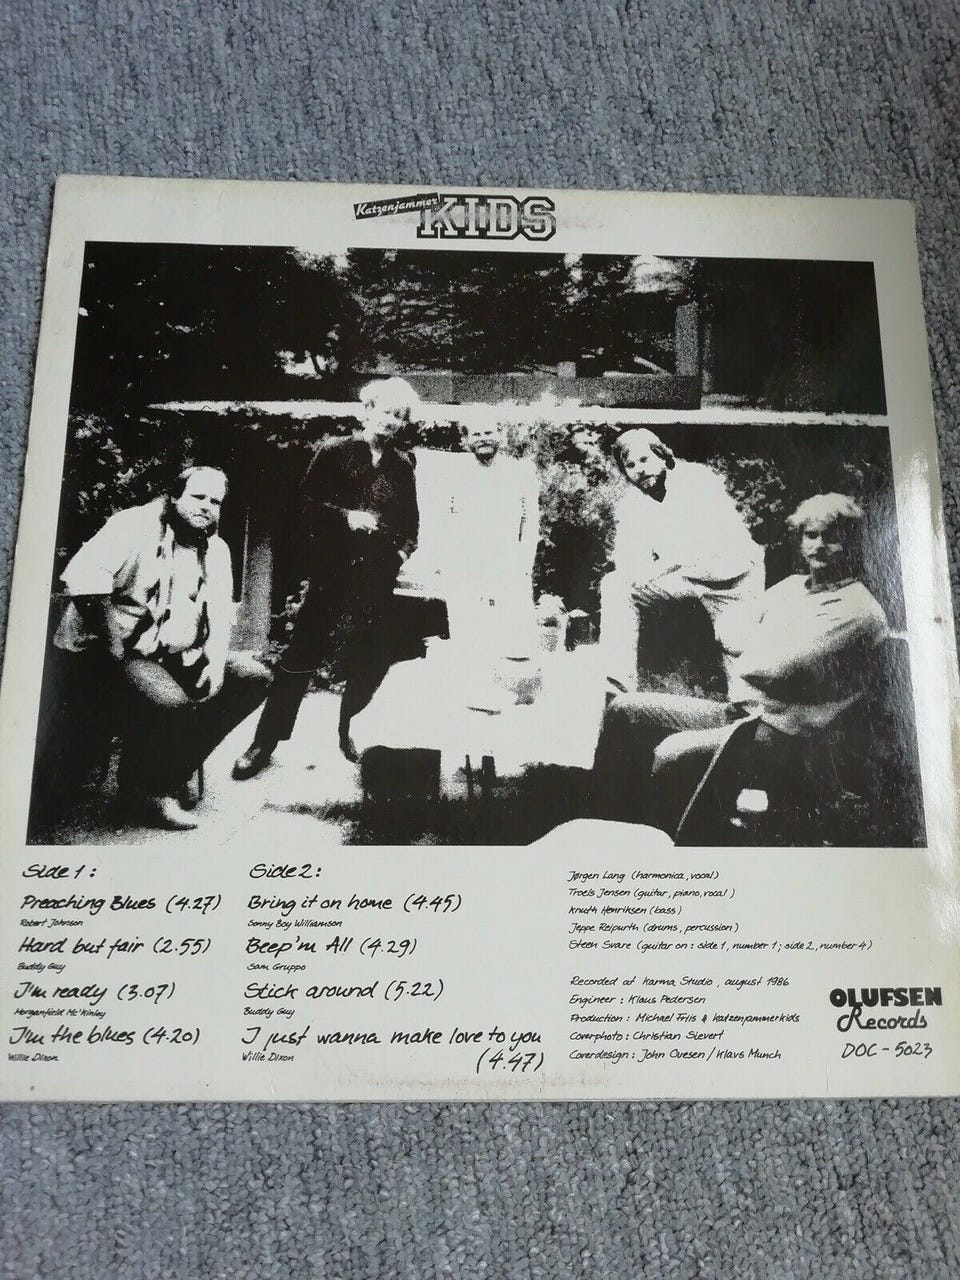 Katzenjammer KIDS
Side 1:
Preaching Blues (4.27)
Robert Johnson
Hard but fair (2.55)
Buddy Guy
I'm ready (3.07)
Morganfield Mc'Kinley
I'm the blues (4.20)
Willie Dixon
Side 2:
Bring it on home (4.45)
Sonny Boy Williamson
Beep'm All (4.29)
Sam Gruppo
Stick around (5.22)
Buddy Guy
I just wanna make love to you
Willie Dixon (4.47)
Jørgen Lang (harmonica, vocal)
Troels Jensen (guitar, piano, vocal)
Knuth Henriksen (bass)
Jeppe Reipurth (drums, percussion)
Steen Svare (guitar on: side 1, number 1; side 2, number 4)
Recorded at Karma Studio, august 1986
Engineer: Klaus Pedersen
Production: Michael Friis & katzenjammerkids
Coverphoto: Christian Sievert
Coverdesign: John Ovesen / Klavs Munch
OLUFSEN
Records
DOC - 5023